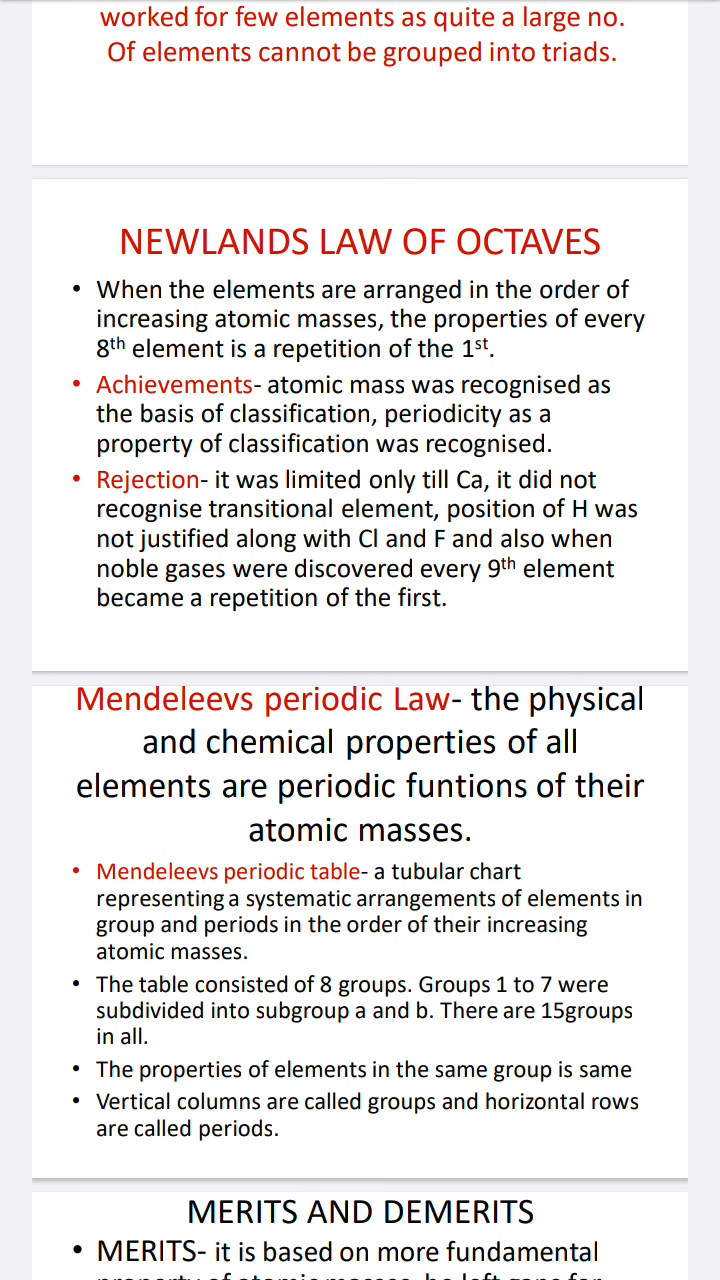 worked for few elements as quite a large no.
Of elements cannot be grouped into triads.
NEWLANDS LAW OF OCTAVES
• When the elements are arranged in the order of
increasing atomic masses, the properties of every
8th element is a repetition of the 1st.
• Achievements- atomic mass was recognised as
the basis of classification, periodicity as a
property of classification was recognised.
• Rejection- it was limited only till Ca, it did not
recognise transitional element, position of H was
not justified along with Cl and F and also when
noble gases were discovered every 9th element
became a repetition of the first.
Mendeleevs periodic Law- the physical
and chemical properties of all
elements are periodic funtions of their
atomic masses.
• Mendeleevs periodic table- a tubular chart
representing a systematic arrangements of elements in
group and periods in the order of their increasing
atomic masses.
• The table consisted of 8 groups. Groups 1 to 7 were
subdivided into subgroup a and b. There are 15groups
in all.
• The properties of elements in the same group is same
• Vertical columns are called groups and horizontal rows
are called periods.
MERITS AND DEMERITS
• MERITS- it is based on more fundamental